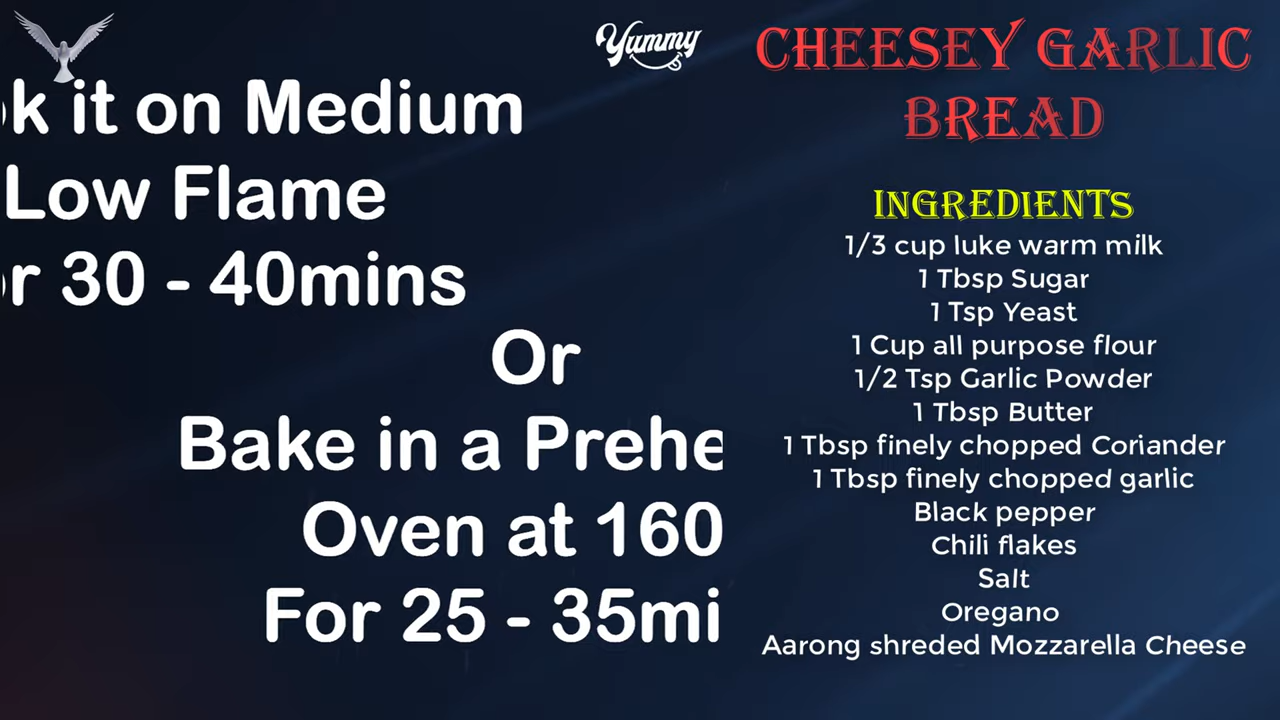 it on Medium
Low Flame
30 - 40mins
Or
Bake in a
Oven at 160
For 25 - 35
Yummy
CHEESEY GARLIC
BREAD
INGREDIENTS
1/3 cup luke warm milk
1 Tbsp Sugar
1 Tsp Yeast
1 Cup all purpose flour
1/2 Tsp Garlic Powder
1 Tbsp Butter
1 Tbsp finely chopped Coriander
1 Tbsp finely chopped garlic
Black pepper
Chili flakes
Salt
Oregano
Aarong shreded Mozzarella Cheese